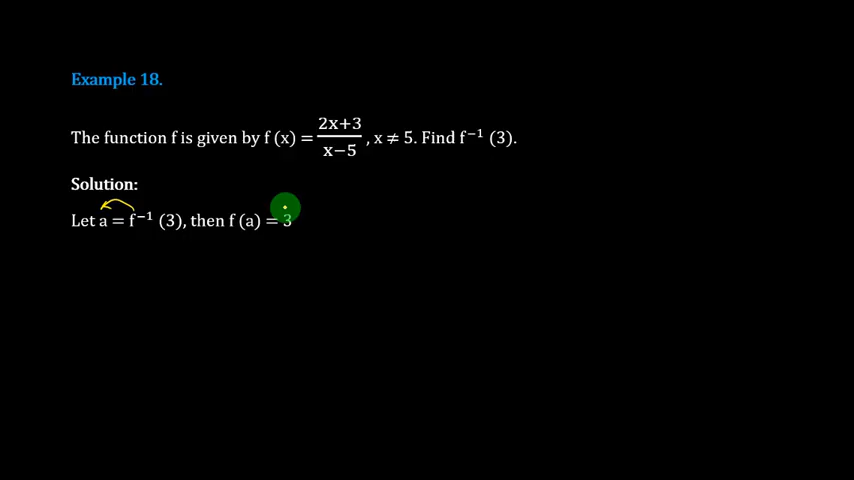 Example 18.
The function f is given by f (x) = 2x+3 / x−5 , x ≠ 5. Find f⁻¹ (3).
Solution:
Let a = f⁻¹ (3), then f (a) = 3